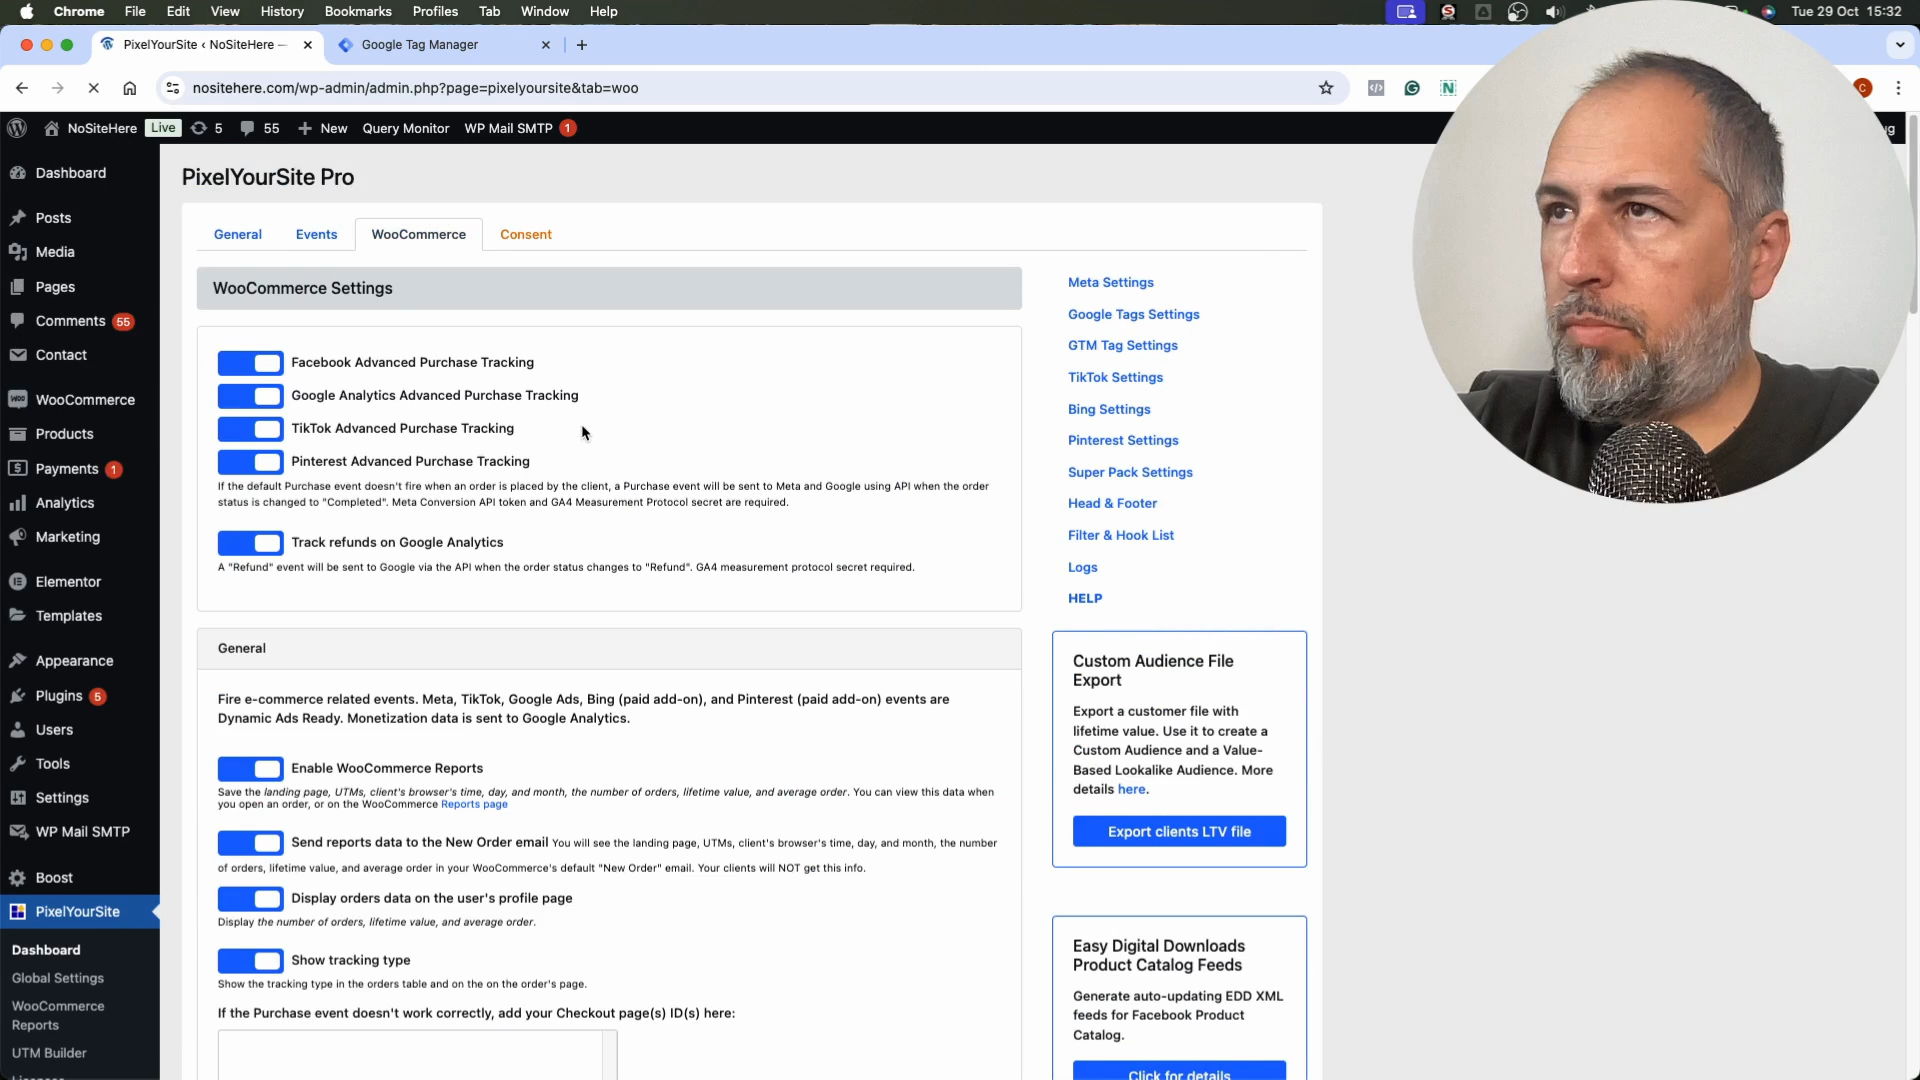 Chrome File Edit View History Bookmarks Profiles Tab Window Help
Tue 29 Oct 15:32
PixelYourSite ‹ NoSiteHere —
Google Tag Manager
nositehere.com/wp-admin/admin.php?page=pixelyoursite&tab=woo
NoSiteHere Live 5 55 New Query Monitor WP Mail SMTP 1
Dashboard
Posts
Media
Pages
Comments 55
Contact
WooCommerce
Products
Payments 1
Analytics
Marketing
Elementor
Templates
Appearance
Plugins 5
Users
Tools
Settings
WP Mail SMTP
Boost
PixelYourSite
Dashboard
Global Settings
WooCommerce
Reports
UTM Builder
PixelYourSite Pro
General Events WooCommerce Consent
WooCommerce Settings
Facebook Advanced Purchase Tracking
Google Analytics Advanced Purchase Tracking
TikTok Advanced Purchase Tracking
Pinterest Advanced Purchase Tracking
If the default Purchase event doesn't fire when an order is placed by the client, a Purchase event will be sent to Meta and Google using API when the order
status is changed to "Completed". Meta Conversion API token and GA4 Measurement Protocol secret are required.
Track refunds on Google Analytics
A "Refund" event will be sent to Google via the API when the order status changes to "Refund". GA4 measurement protocol secret required.
General
Fire e-commerce related events. Meta, TikTok, Google Ads, Bing (paid add-on), and Pinterest (paid add-on) events are
Dynamic Ads Ready. Monetization data is sent to Google Analytics.
Enable WooCommerce Reports
Save the landing page, UTMs, client's browser's time, day, and month, the number of orders, lifetime value, and average order. You can view this data when
you open an order, or on the WooCommerce Reports page
Send reports data to the New Order email You will see the landing page, UTMs, client's browser's time, day, and month, the number
of orders, lifetime value, and average order in your WooCommerce's default "New Order" email. Your clients will NOT get this info.
Display orders data on the user's profile page
Display the number of orders, lifetime value, and average order.
Show tracking type
Show the tracking type in the orders table and on the on the order's page.
If the Purchase event doesn't work correctly, add your Checkout page(s) ID(s) here:
Meta Settings
Google Tags Settings
GTM Tag Settings
TikTok Settings
Bing Settings
Pinterest Settings
Super Pack Settings
Head & Footer
Filter & Hook List
Logs
HELP
Custom Audience File
Export
Export a customer file with
lifetime value. Use it to create a
Custom Audience and a Value-
Based Lookalike Audience. More
details here.
Export clients LTV file
Easy Digital Downloads
Product Catalog Feeds
Generate auto-updating EDD XML
feeds for Facebook Product
Catalog.
Click for details